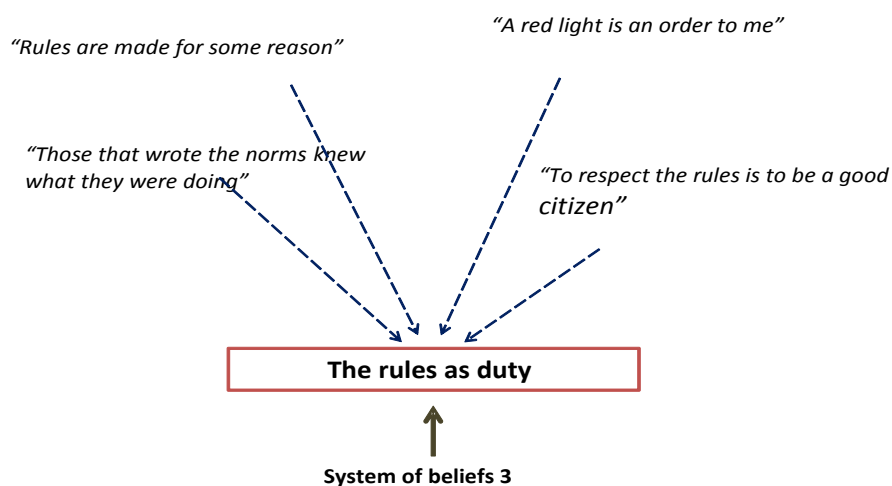 “A red light is an order to me”
“Rules are made for some reason”
“Those that wrote the norms knew
what they were doing”
“To respect the rules is to be a good
citizen”
The rules as duty
System of beliefs 3